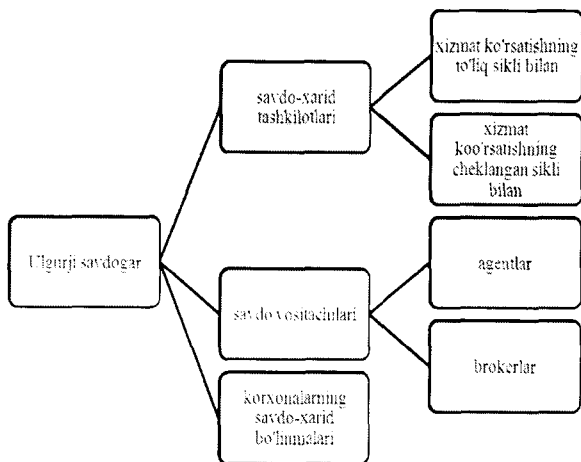 xizmat ko'rsatishning
to'liq sikli bilan
savdo-xarid
tashkilotlari
xizmat
koo'rsatishning
cheklangan sikli
bilan
Ulgurji savdogar
agentlar
savdo vositachilari
brokerlar
korxonalarning
savdo-xarid
bo'linmalari